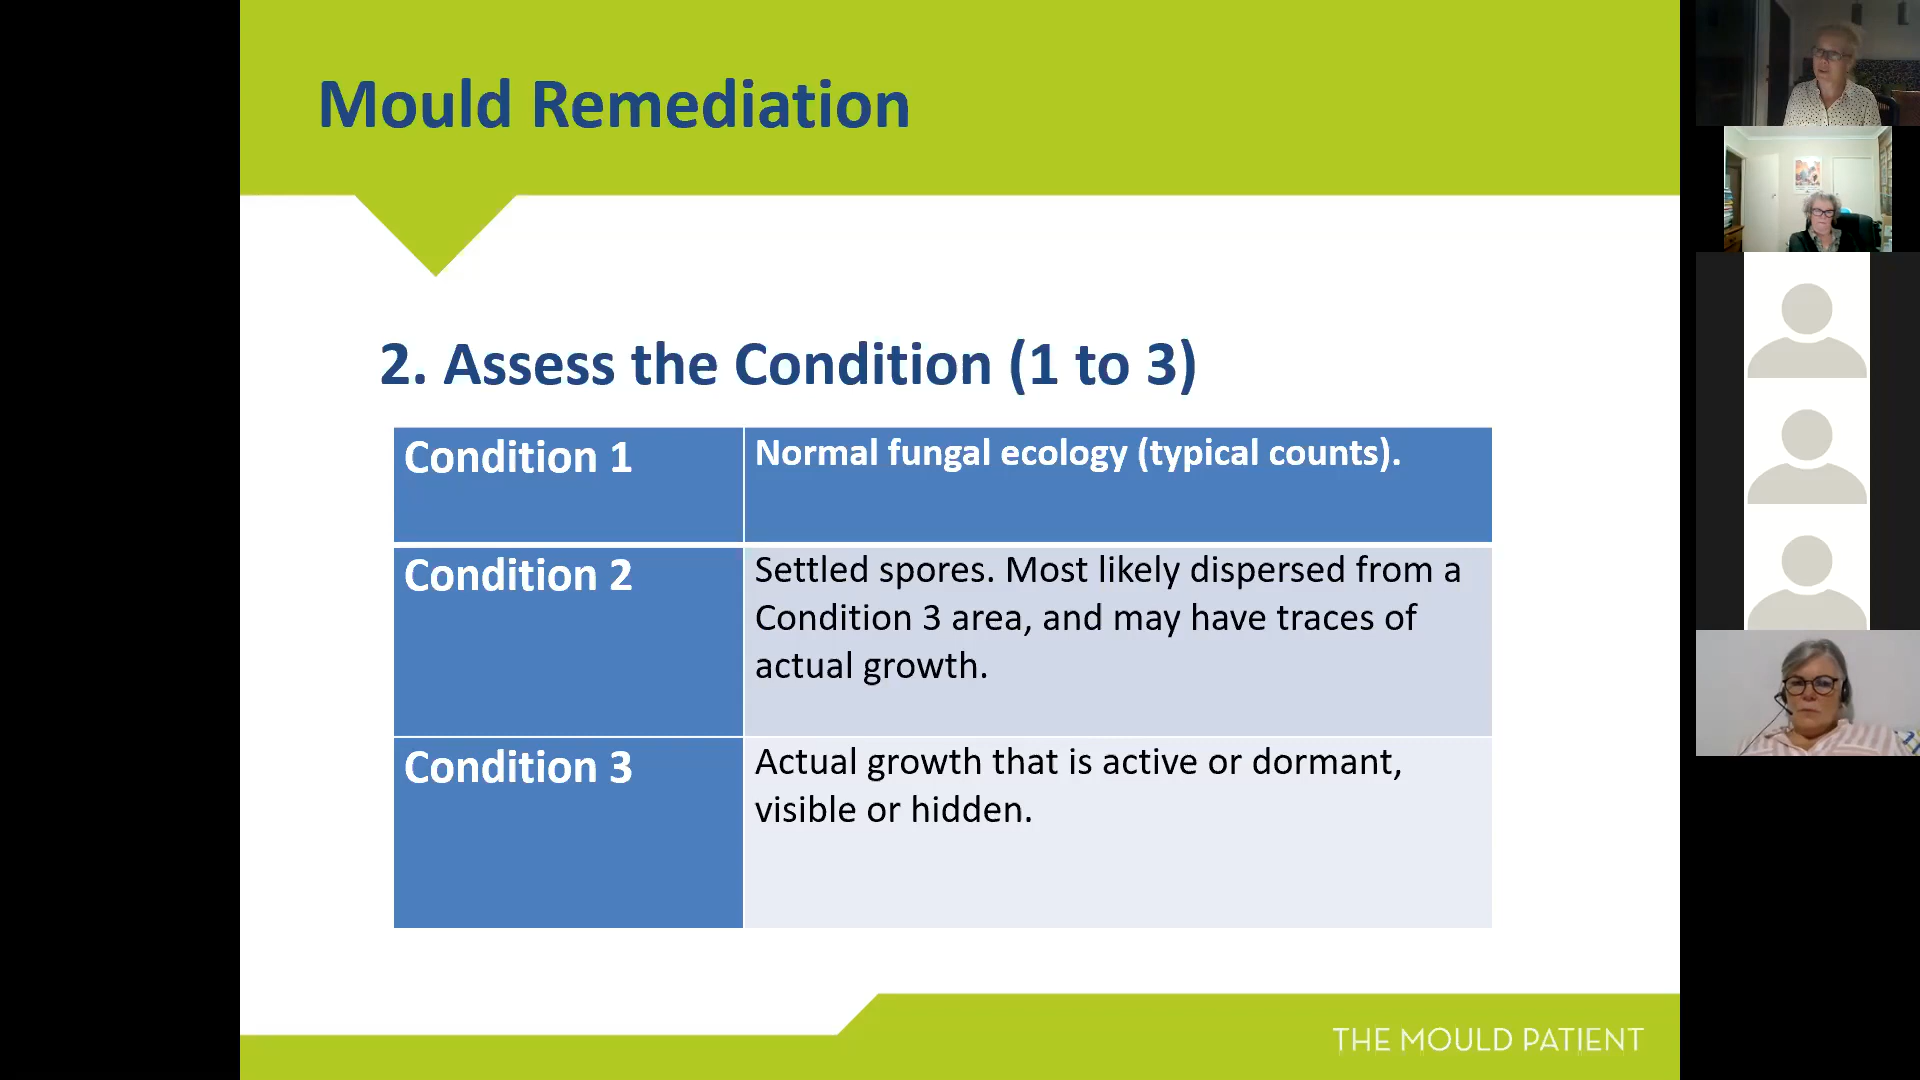 Mould Remediation
2. Assess the Condition (1 to 3)
Condition 1
Normal fungal ecology (typical counts).
Condition 2
Settled spores. Most likely dispersed from a
Condition 3 area, and may have traces of
actual growth.
Condition 3
Actual growth that is active or dormant,
visible or hidden.
THE MOULD PATIENT